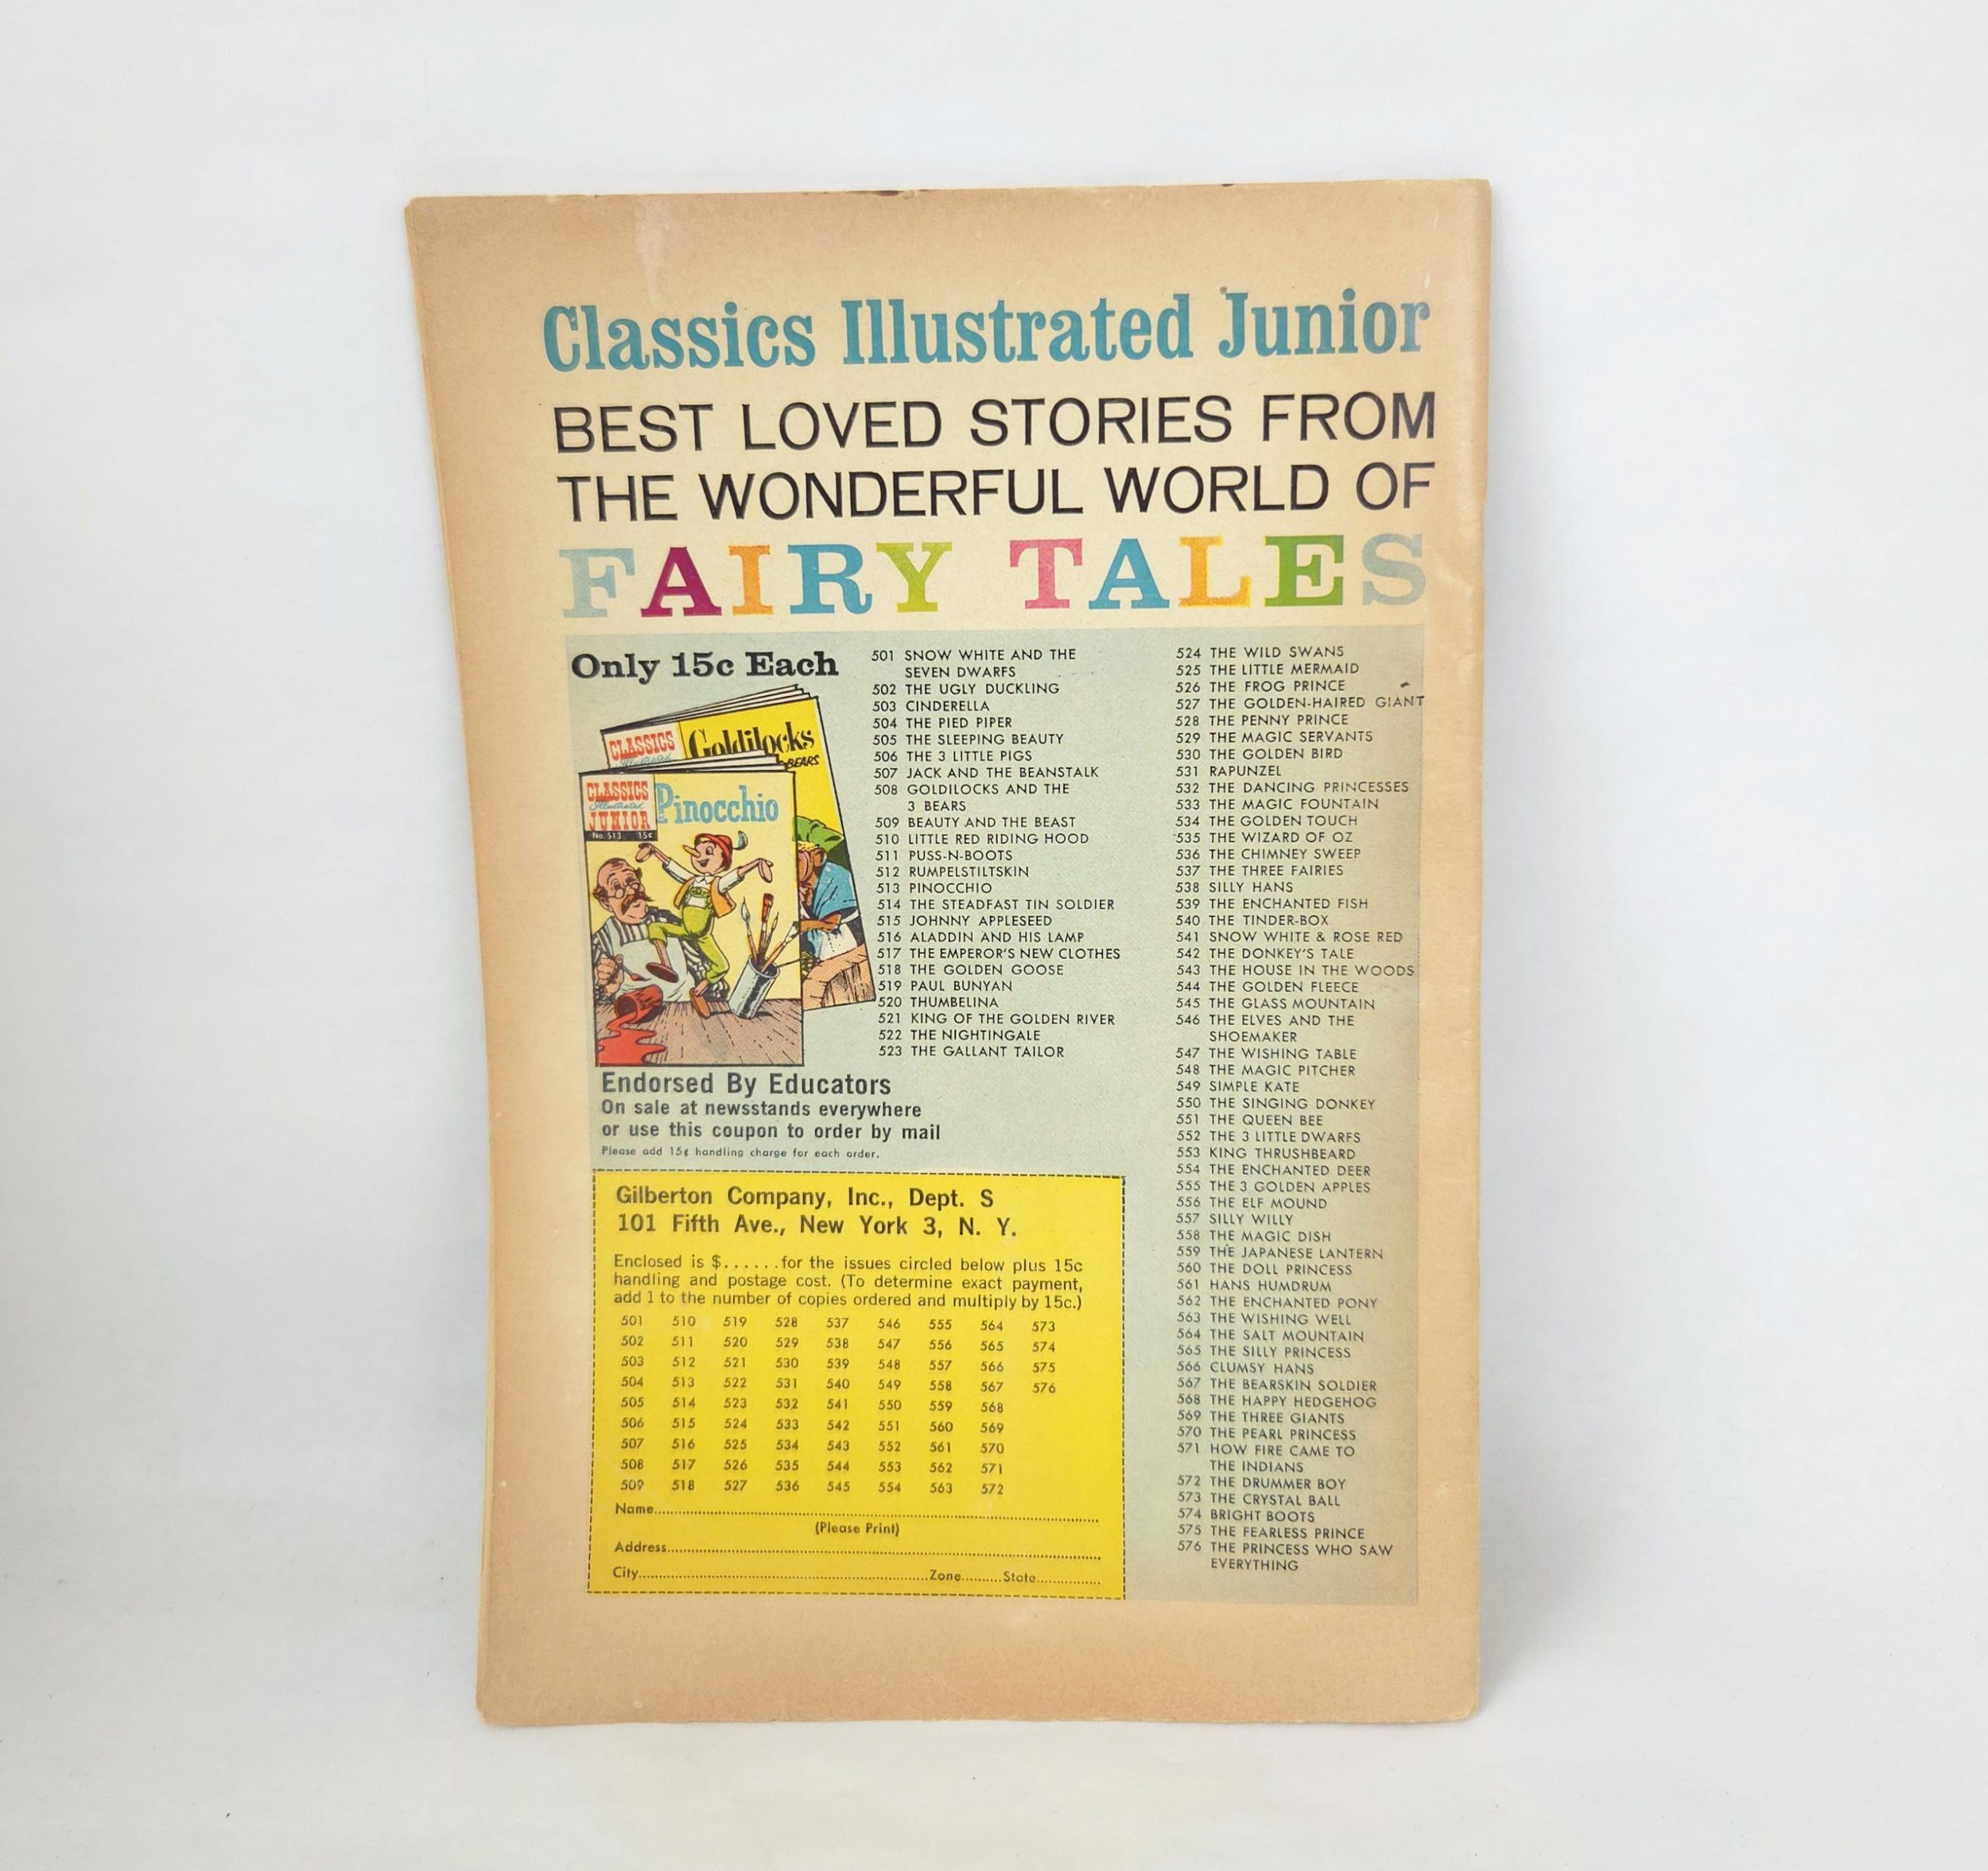 Classics Illustrated Junior
BEST LOVED STORIES FROM
THE WONDERFUL WORLD OF
FAIRY TALES
Only 15c Each
CLASSICS
Goldilocks
BEARS
CLASSICS
Illustrated
JUNIOR
No. 513 15¢
Pinocchio
501 SNOW WHITE AND THE
SEVEN DWARFS
502 THE UGLY DUCKLING
503 CINDERELLA
504 THE PIED PIPER
505 THE SLEEPING BEAUTY
506 THE 3 LITTLE PIGS
507 JACK AND THE BEANSTALK
508 GOLDILOCKS AND THE
3 BEARS
509 BEAUTY AND THE BEAST
510 LITTLE RED RIDING HOOD
511 PUSS-N-BOOTS
512 RUMPELSTILTSKIN
513 PINOCCHIO
514 THE STEADFAST TIN SOLDIER
515 JOHNNY APPLESEED
516 ALADDIN AND HIS LAMP
517 THE EMPEROR'S NEW CLOTHES
518 THE GOLDEN GOOSE
519 PAUL BUNYAN
520 THUMBELINA
521 KING OF THE GOLDEN RIVER
522 THE NIGHTINGALE
523 THE GALLANT TAILOR
524 THE WILD SWANS
525 THE LITTLE MERMAID
526 THE FROG PRINCE
527 THE GOLDEN-HAIRED GIANT
528 THE PENNY PRINCE
529 THE MAGIC SERVANTS
530 THE GOLDEN BIRD
531 RAPUNZEL
532 THE DANCING PRINCESSES
533 THE MAGIC FOUNTAIN
534 THE GOLDEN TOUCH
535 THE WIZARD OF OZ
536 THE CHIMNEY SWEEP
537 THE THREE FAIRIES
538 SILLY HANS
539 THE ENCHANTED FISH
540 THE TINDER-BOX
541 SNOW WHITE & ROSE RED
542 THE DONKEY'S TALE
543 THE HOUSE IN THE WOODS
544 THE GOLDEN FLEECE
545 THE GLASS MOUNTAIN
546 THE ELVES AND THE
SHOEMAKER
547 THE WISHING TABLE
548 THE MAGIC PITCHER
549 SIMPLE KATE
550 THE SINGING DONKEY
551 THE QUEEN BEE
552 THE 3 LITTLE DWARFS
553 KING THRUSHBEARD
554 THE ENCHANTED DEER
555 THE 3 GOLDEN APPLES
556 THE ELF MOUND
557 SILLY WILLY
558 THE MAGIC DISH
559 THE JAPANESE LANTERN
560 THE DOLL PRINCESS
561 HANS HUMDRUM
562 THE ENCHANTED PONY
563 THE WISHING WELL
564 THE SALT MOUNTAIN
565 THE SILLY PRINCESS
566 CLUMSY HANS
567 THE BEARSKIN SOLDIER
568 THE HAPPY HEDGEHOG
569 THE THREE GIANTS
570 THE PEARL PRINCESS
571 HOW FIRE CAME TO
THE INDIANS
572 THE DRUMMER BOY
573 THE CRYSTAL BALL
574 BRIGHT BOOTS
575 THE FEARLESS PRINCE
576 THE PRINCESS WHO SAW
EVERYTHING
Endorsed By Educators
On sale at newsstands everywhere
or use this coupon to order by mail
Please add 15¢ handling charge for each order.
Gilberton Company, Inc., Dept. S
101 Fifth Ave., New York 3, N. Y.
Enclosed is $......for the issues circled below plus 15c
handling and postage cost. (To determine exact payment,
add 1 to the number of copies ordered and multiply by 15c.)
501 510 519 528 537 546 555 564 573
502 511 520 529 538 547 556 565 574
503 512 521 530 539 548 557 566 575
504 513 522 531 540 549 558 567 576
505 514 523 532 541 550 559 568
506 515 524 533 542 551 560 569
507 516 525 534 543 552 561 570
508 517 526 535 544 553 562 571
509 518 527 536 545 554 563 572
Name
(Please Print)
Address
City Zone State